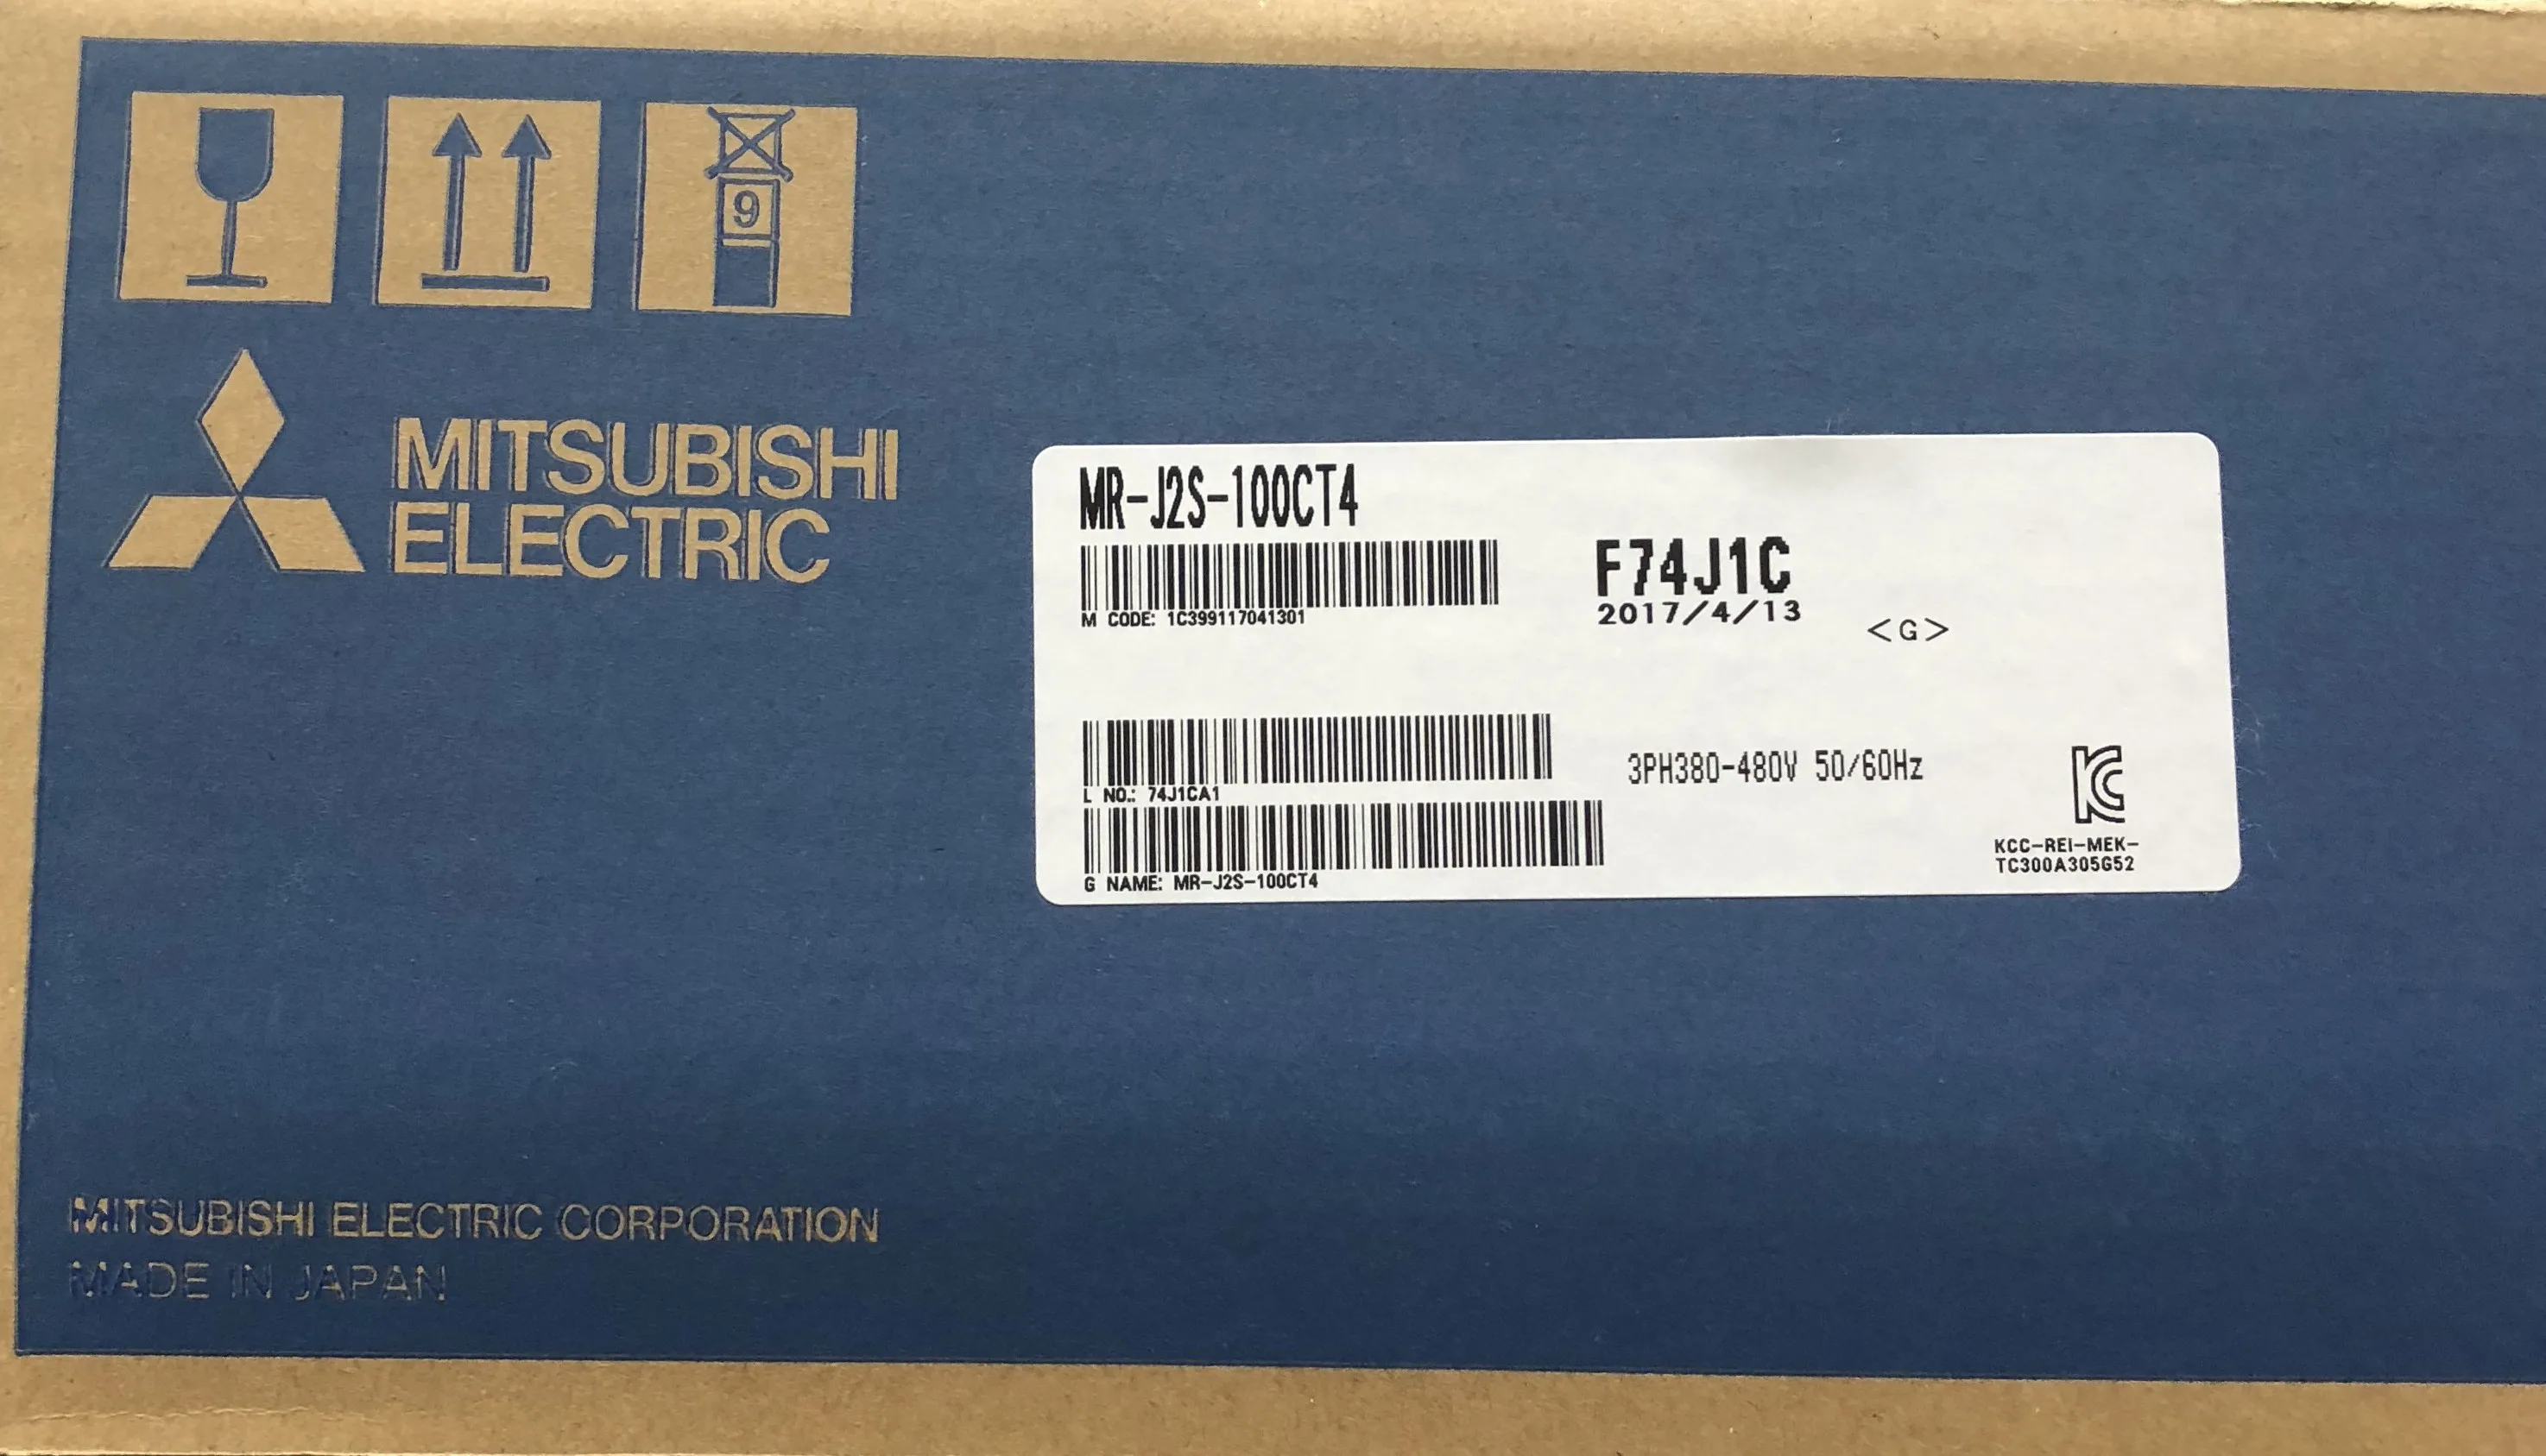 9
MITSUBISHI
ELECTRIC
MR-J2S-100CT4
M CODE: 1C399117041301
F74J1C
2017/4/13
<G>
L NO.: 74J1CA1
3PH380-480V 50/60Hz
G NAME: MR-J2S-100CT4
KCC-REI-MEK-
TC300A305G52
MITSUBISHI ELECTRIC CORPORATION
MADE IN JAPAN